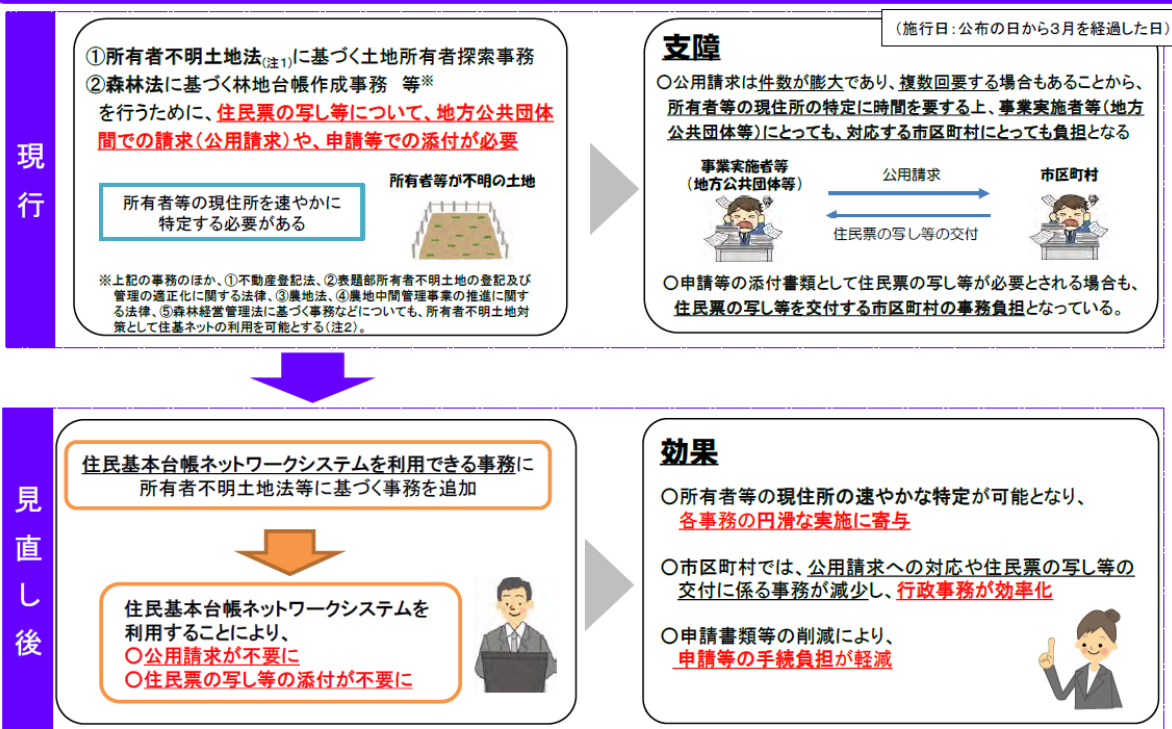 (施行日:公布の日から3月を経過した日)
現行
①所有者不明土地法(注1)に基づく土地所有者探索事務
②森林法に基づく林地台帳作成事務 等※
を行うために、住民票の写し等について、地方公共団体
間での請求(公用請求)や、申請等での添付が必要
所有者等の現住所を速やかに
特定する必要がある
所有者等が不明の土地
※上記の事務のほか、①不動産登記法、②表題部所有者不明土地の登記及び
管理の適正化に関する法律、③農地法、④農地中間管理事業の推進に関す
る法律、⑤森林経営管理法に基づく事務などについても、所有者不明土地対
策として住基ネットの利用を可能とする(注2)。
支障
○公用請求は件数が膨大であり、複数回要する場合もあることから、
所有者等の現住所の特定に時間を要する上、事業実施者等(地方
公共団体等)にとっても、対応する市区町村にとっても負担となる
事業実施者等
(地方公共団体等)
公用請求
市区町村
住民票の写し等の交付
○申請等の添付書類として住民票の写し等が必要とされる場合も、
住民票の写し等を交付する市区町村の事務負担となっている。
見直し後
住民基本台帳ネットワークシステムを利用できる事務に
所有者不明土地法等に基づく事務を追加
住民基本台帳ネットワークシステムを
利用することにより、
○公用請求が不要に
○住民票の写し等の添付が不要に
効果
○所有者等の現住所の速やかな特定が可能となり、
各事務の円滑な実施に寄与
○市区町村では、公用請求への対応や住民票の写し等の
交付に係る事務が減少し、行政事務が効率化
○申請書類等の削減により、
申請等の手続負担が軽減